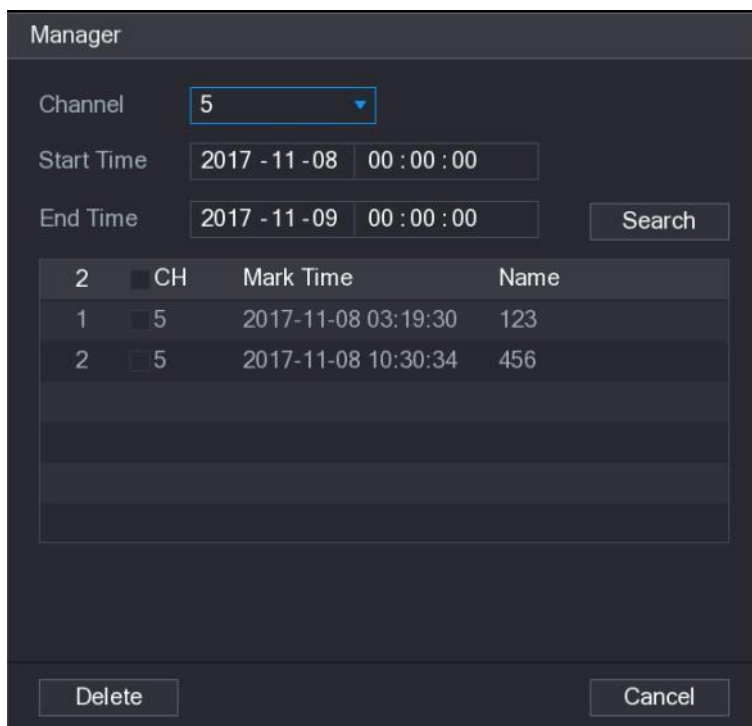 Manager
Channel 5
Start Time 2017 - 11 - 08 00 : 00 : 00
End Time 2017 - 11 - 09 00 : 00 : 00 Search
2 CH Mark Time Name
1 5 2017-11-08 03:19:30 123
2 5 2017-11-08 10:30:34 456
Delete Cancel